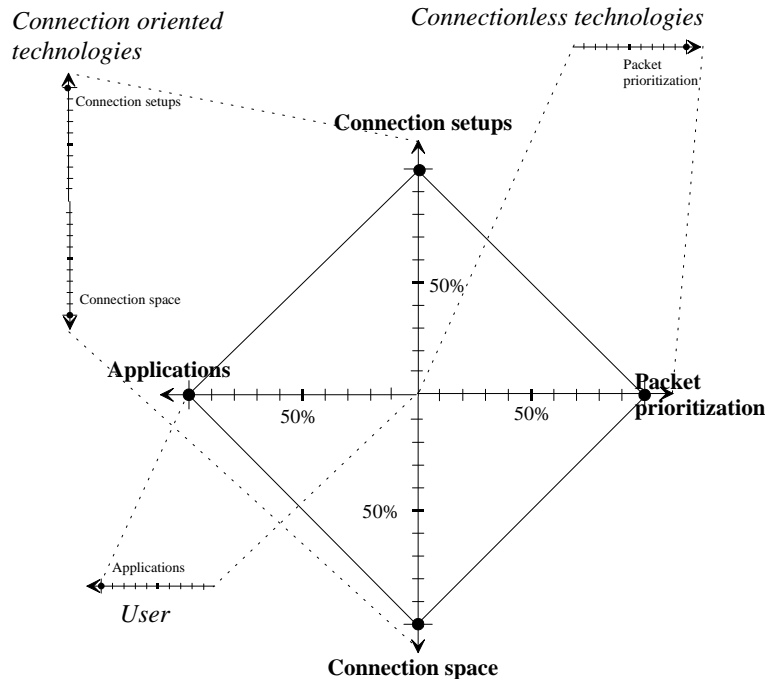 Connection oriented
technologies
Connectionless technologies
Packet
prioritization
Connection setups
Connection setups
50%
Connection space
Applications
Packet
prioritization
50%
50%
50%
Applications
User
Connection space